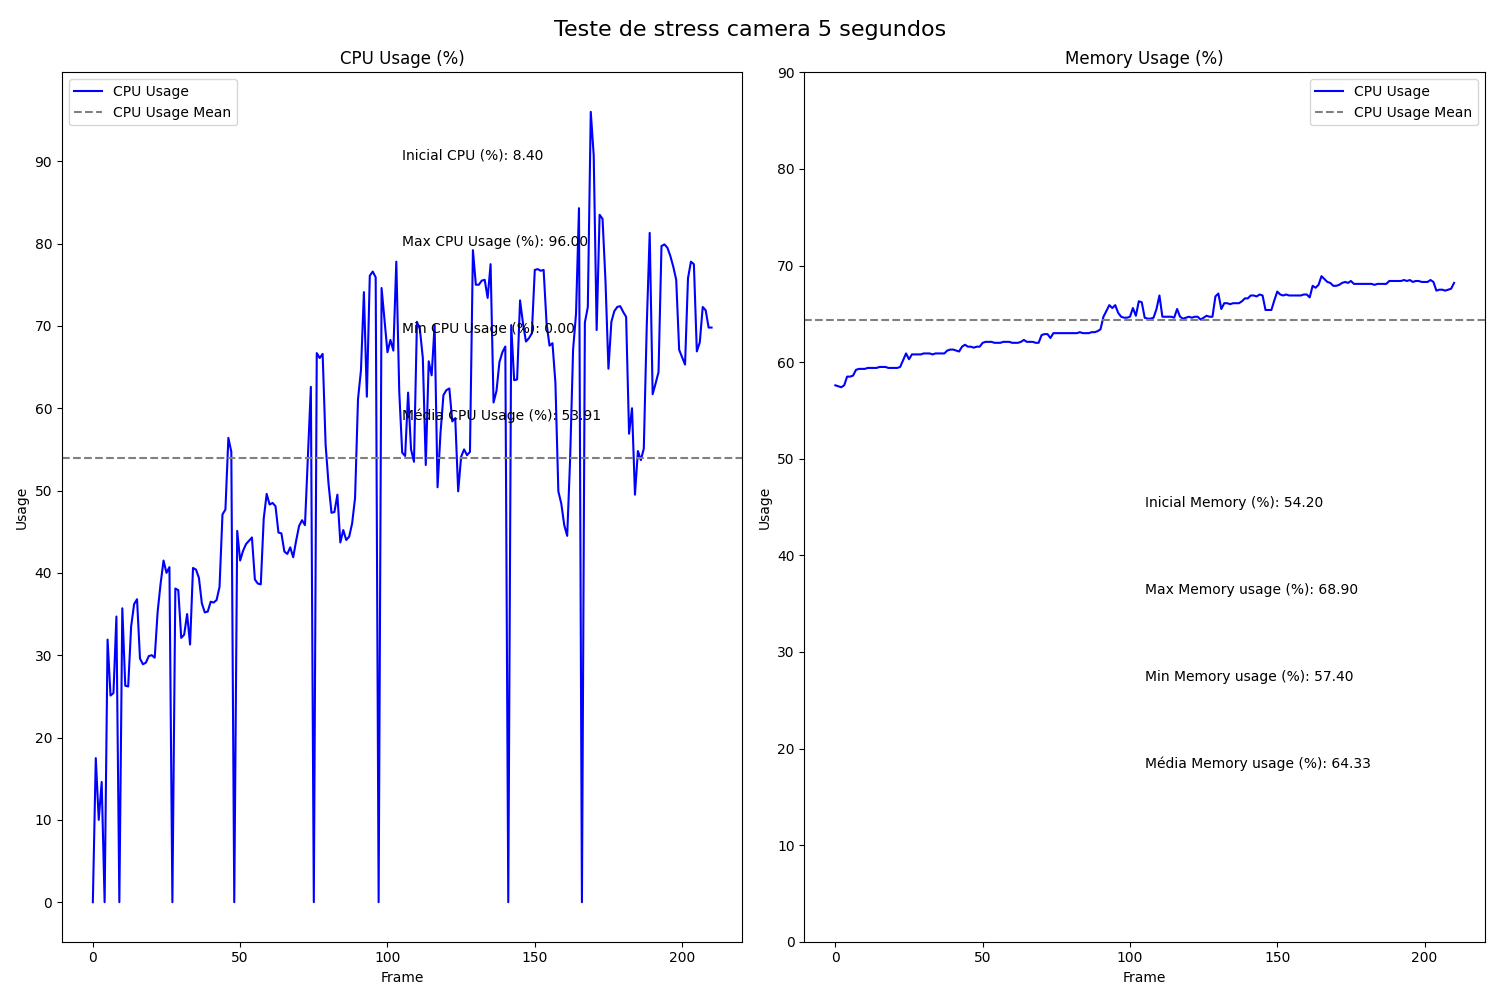 Teste de stress camera 5 segundos
CPU Usage (%)
CPU Usage
CPU Usage Mean
Inicial CPU (%): 8.40
Max CPU Usage (%): 96.00
Min CPU Usage (%): 0.00
Média CPU Usage (%): 53.91
90
80
70
60
50
40
30
20
10
0
Usage
0
50
100
150
200
Frame
Memory Usage (%)
CPU Usage
CPU Usage Mean
Inicial Memory (%): 54.20
Max Memory usage (%): 68.90
Min Memory usage (%): 57.40
Média Memory usage (%): 64.33
90
80
70
60
50
40
30
20
10
0
Usage
0
50
100
150
200
Frame